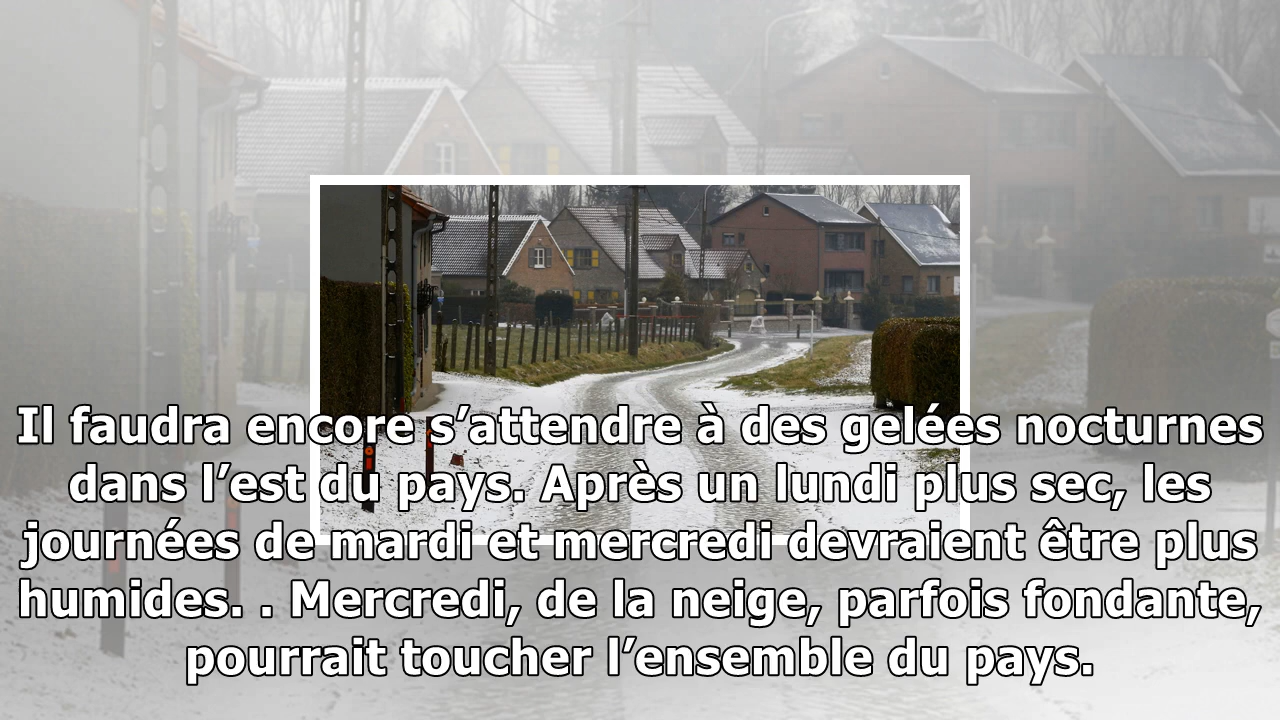 Il faudra encore s’attendre à des gelées nocturnes
dans l’est du pays. Après un lundi plus sec, les
journées de mardi et mercredi devraient être plus
humides. . Mercredi, de la neige, parfois fondante,
pourrait toucher l’ensemble du pays.